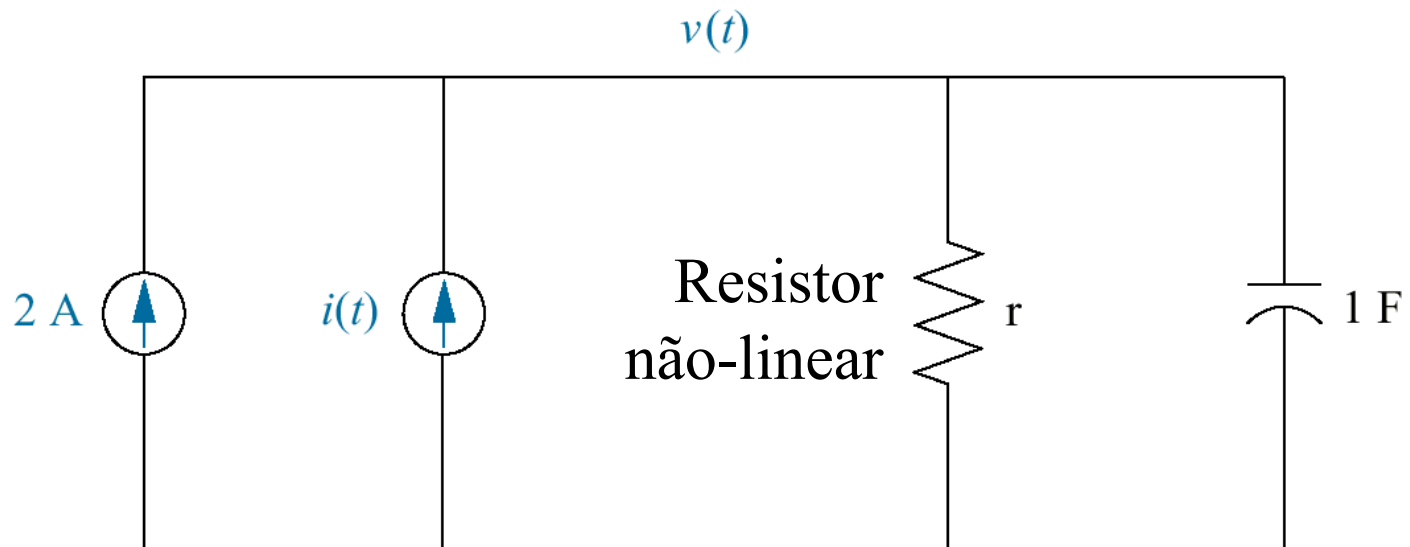 v(t)
2 A
i(t)
Resistor
não-linear
r
1 F